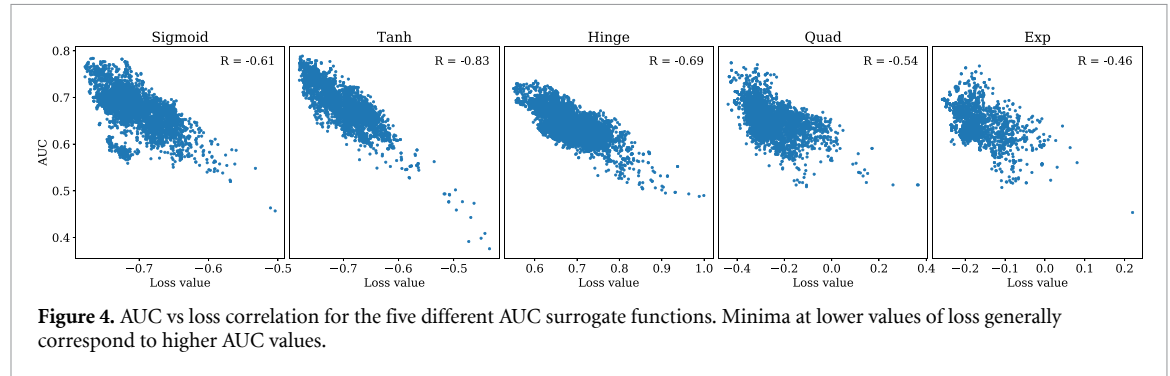 Sigmoid Tanh Hinge Quad Exp
R = -0.61 R = -0.83 R = -0.69 R = -0.54 R = -0.46
AUC
0.8
0.7
0.6
0.5
0.4
−0.7 −0.6 −0.5 −0.7 −0.6 −0.5 0.6 0.7 0.8 0.9 1.0 −0.4 −0.2 0.0 0.2 0.4 −0.2 −0.1 0.0 0.1 0.2
Loss value Loss value Loss value Loss value Loss value
Figure 4. AUC vs loss correlation for the five different AUC surrogate functions. Minima at lower values of loss generally
correspond to higher AUC values.